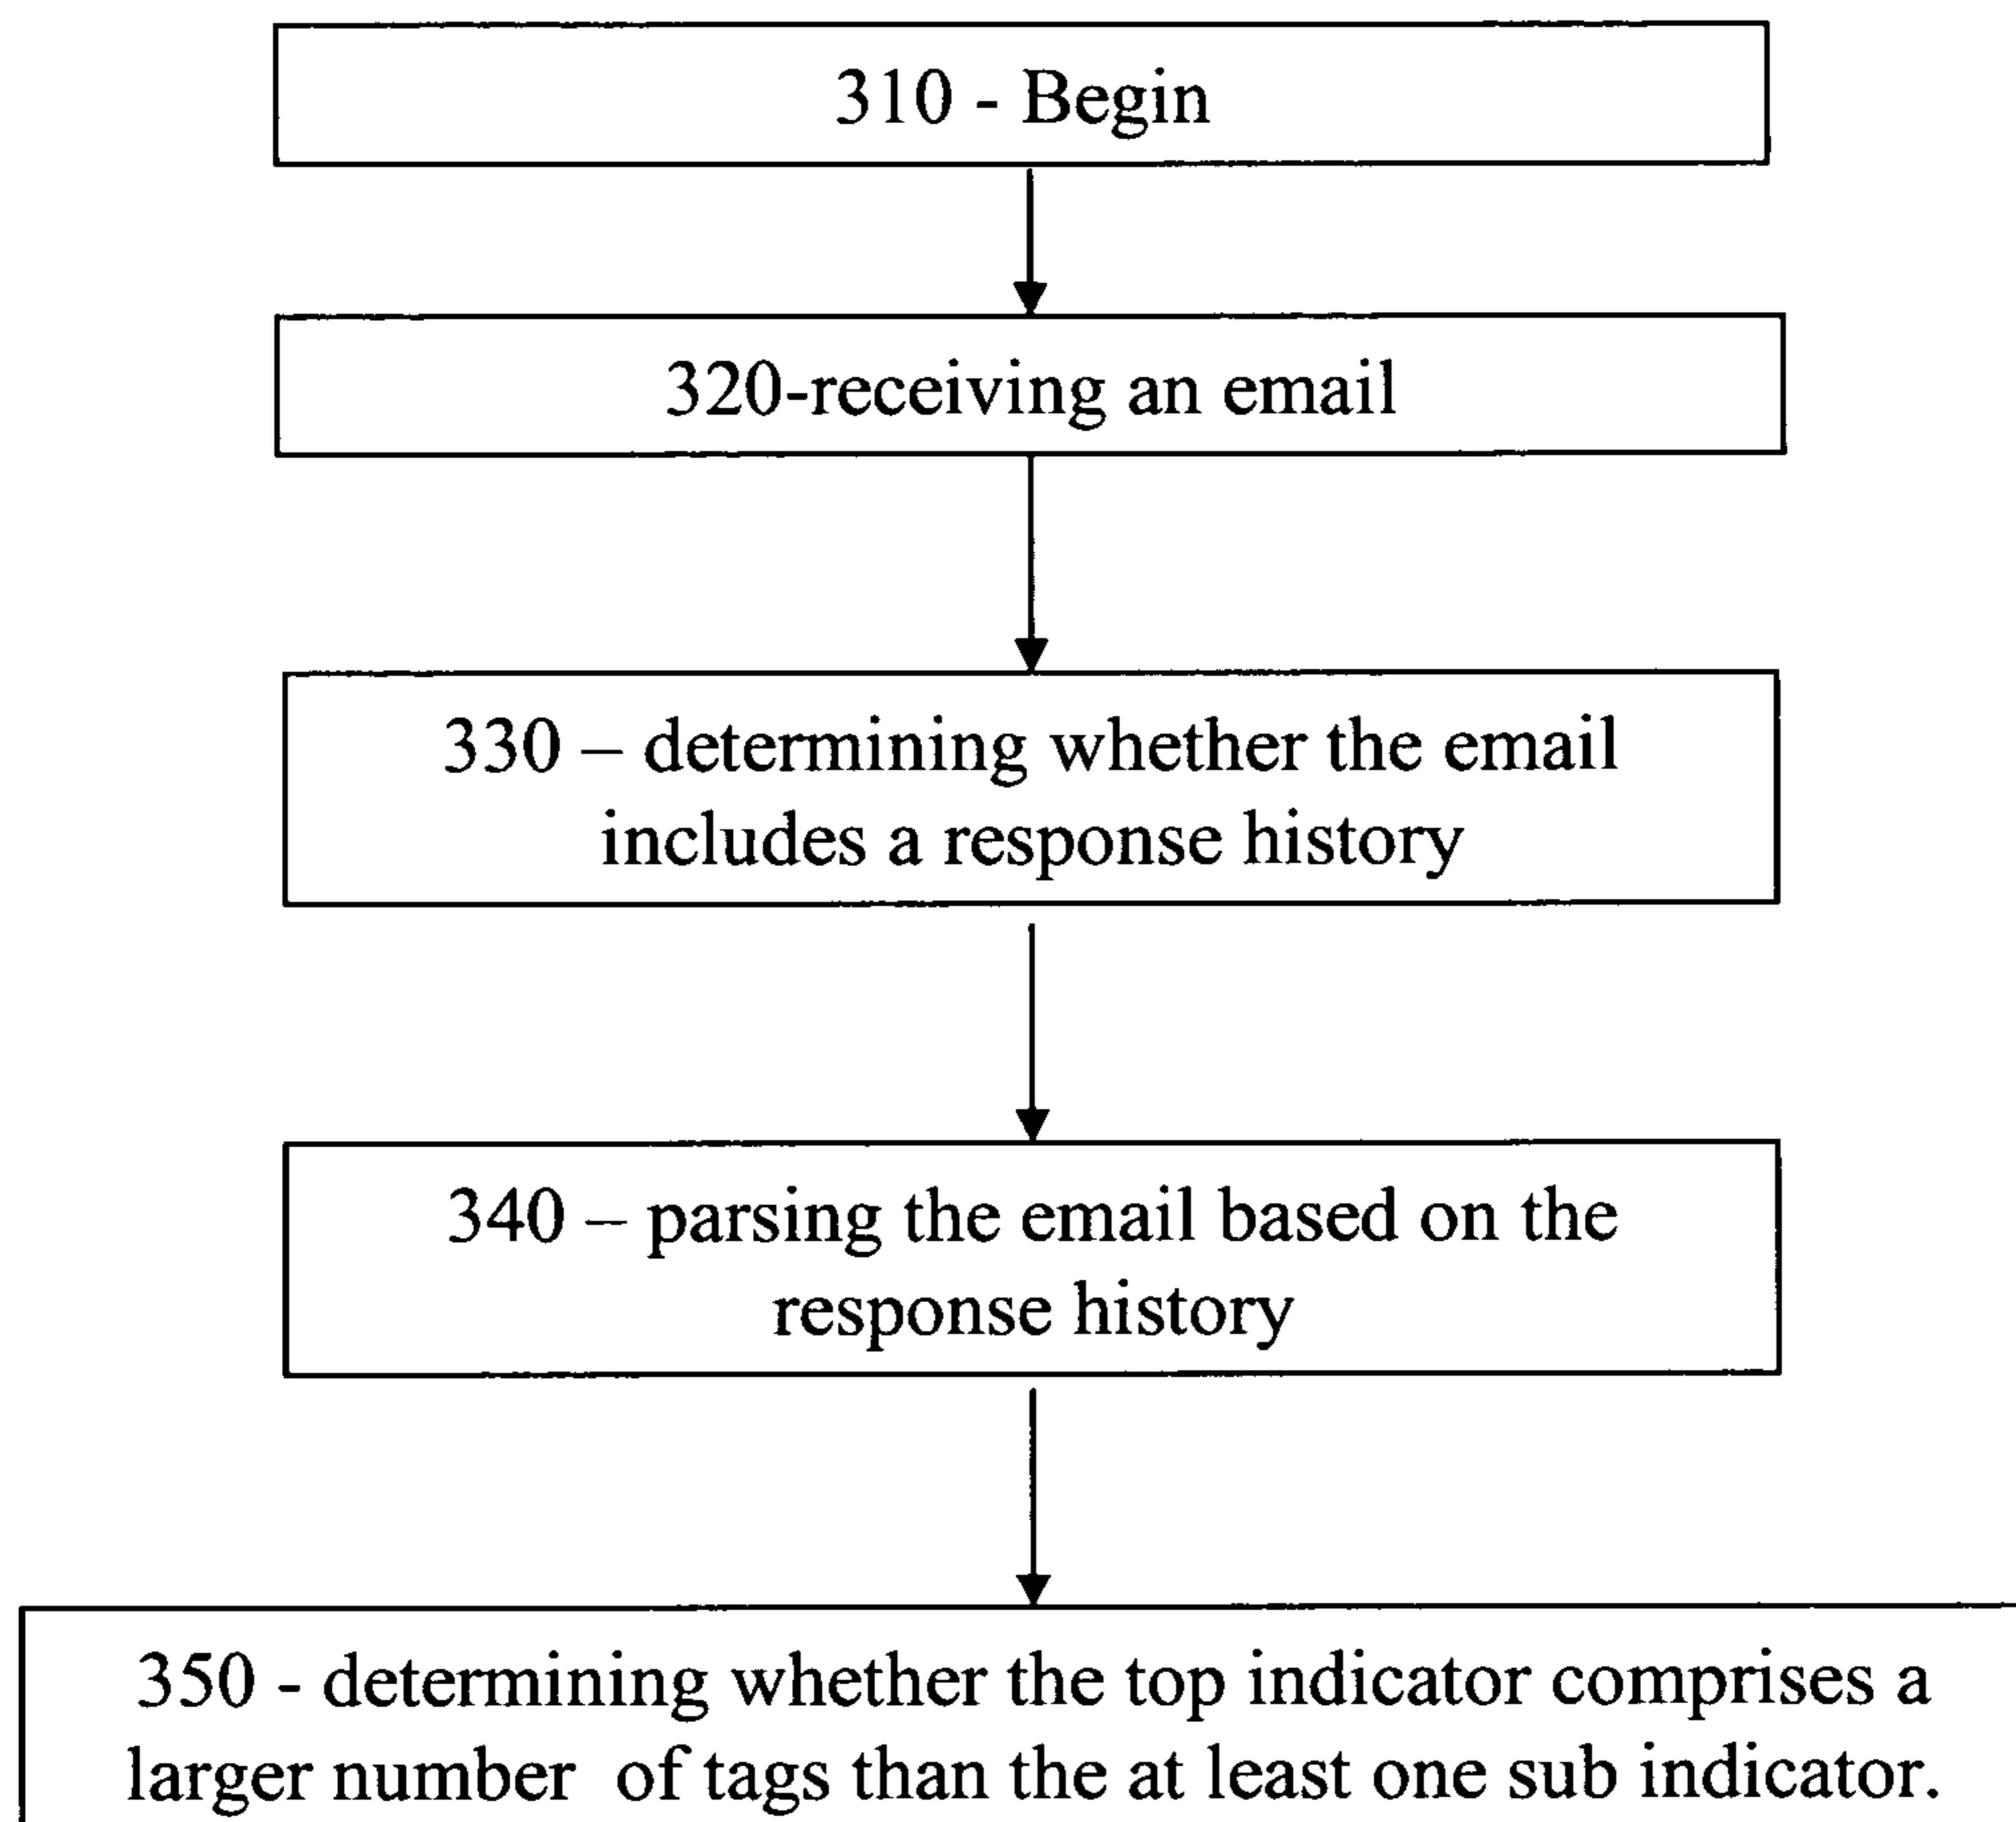 310 - Begin
320-receiving an email
330 – determining whether the email
includes a response history
340 – parsing the email based on the
response history
350 - determining whether the top indicator comprises a
larger number  of tags than the at least one sub indicator.